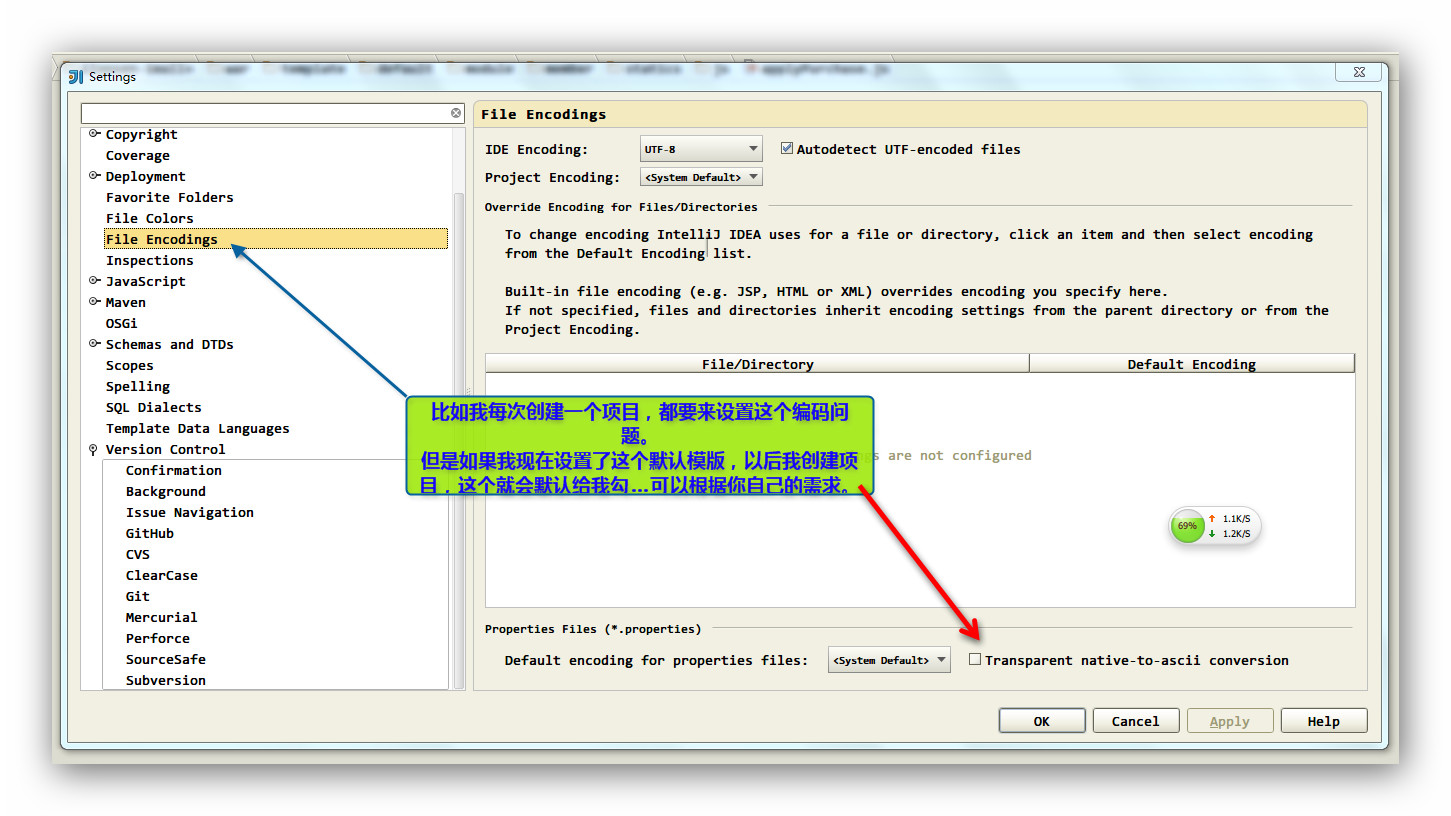 Settings
File Encodings
Copyright
Coverage
Deployment
Favorite Folders
File Colors
File Encodings
Inspections
JavaScript
Maven
OSGi
Schemas and DTDs
Scopes
Spelling
SQL Dialects
Template Data Languages
Version Control
Confirmation
Background
Issue Navigation
GitHub
CVS
ClearCase
Git
Mercurial
Perforce
SourceSafe
Subversion
IDE Encoding: UTF-8 Autodetect UTF-encoded files
Project Encoding: <System Default>
Override Encoding for Files/Directories
To change encoding IntelliJ IDEA uses for a file or directory, click an item and then select encoding
from the Default Encoding list.
Built-in file encoding (e.g. JSP, HTML or XML) overrides encoding you specify here.
If not specified, files and directories inherit encoding settings from the parent directory or from the
Project Encoding.
File/Directory Default Encoding
比如我每次创建一个项目，都要来设置这个编码问
题。
但是如果我现在设置了这个默认模版，以后我创建项
目，这个就会默认给我勾...可以根据你自己的需求。
are not configured
69% 1.1K/S
1.2K/S
Properties Files (*.properties)
Default encoding for properties files: <System Default> Transparent native-to-ascii conversion
OK Cancel Apply Help